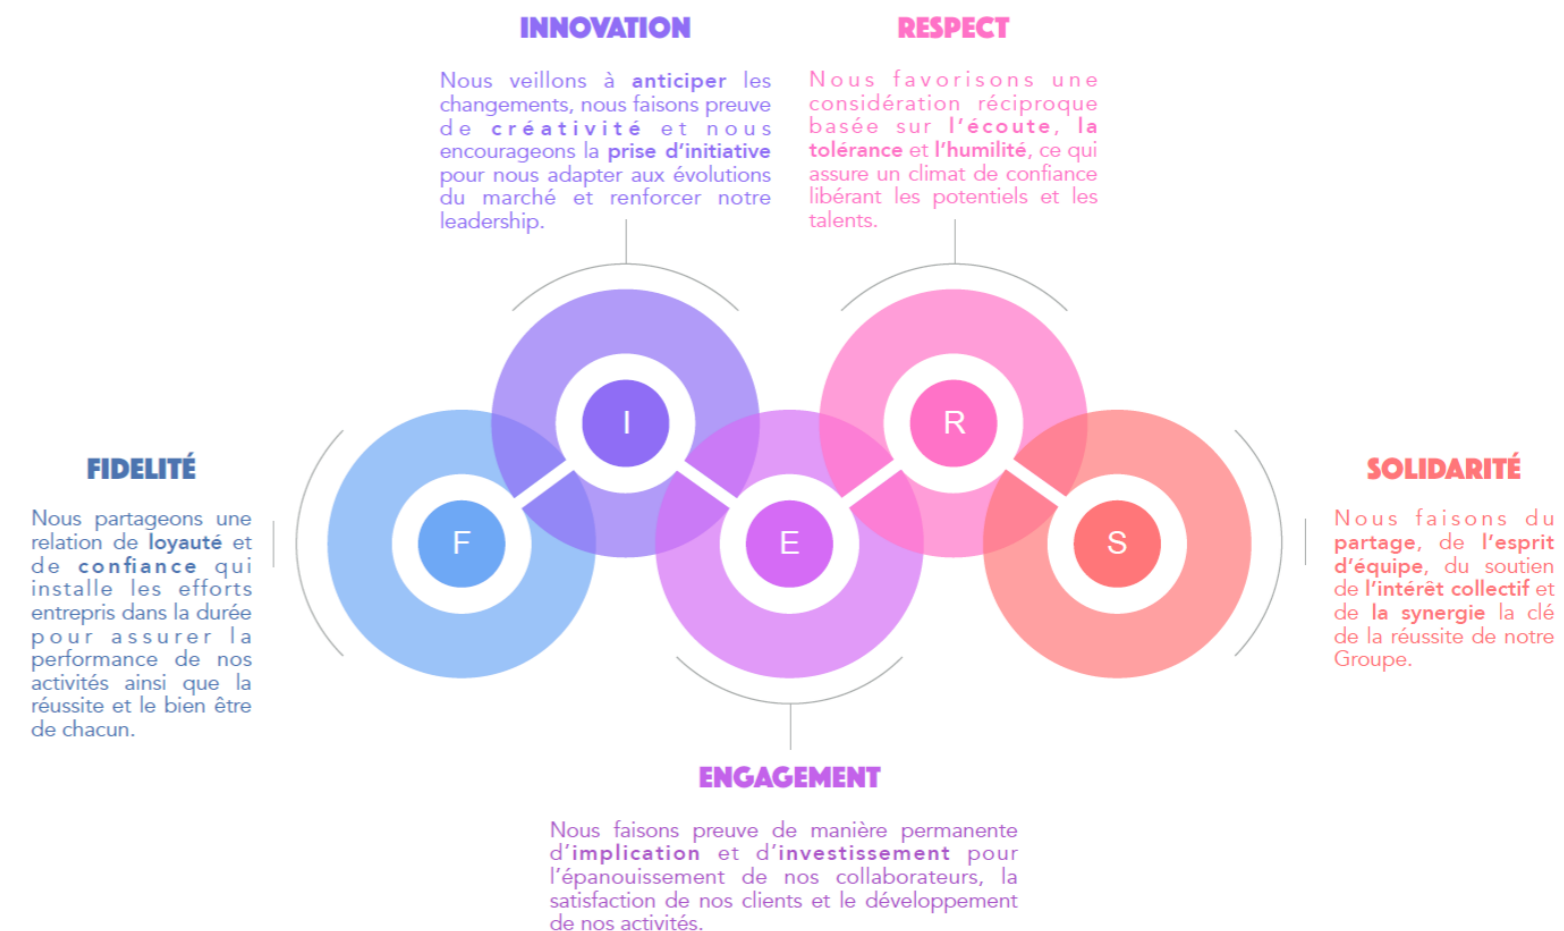 INNOVATION
Nous veillons à anticiper les
changements, nous faisons preuve
de créativité et nous
encourageons la prise d'initiative
pour nous adapter aux évolutions
du marché et renforcer notre
leadership.
RESPECT
Nous favorisons une
considération réciproque
basée sur l'écoute, la
tolérance et l'humilité, ce qui
assure un climat de confiance
libérant les potentiels et les
talents.
I
R
F
E
S
FIDELITÉ
Nous partageons une
relation de loyauté et
de confiance qui
installe les efforts
entrepris dans la durée
pour assurer la
performance de nos
activités ainsi que la
réussite et le bien être
de chacun.
SOLIDARITÉ
Nous faisons du
partage, de l'esprit
d'équipe, du soutien
de l'intérêt collectif et
de la synergie la clé
de la réussite de notre
Groupe.
ENGAGEMENT
Nous faisons preuve de manière permanente
d'implication et d'investissement pour
l'épanouissement de nos collaborateurs, la
satisfaction de nos clients et le développement
de nos activités.